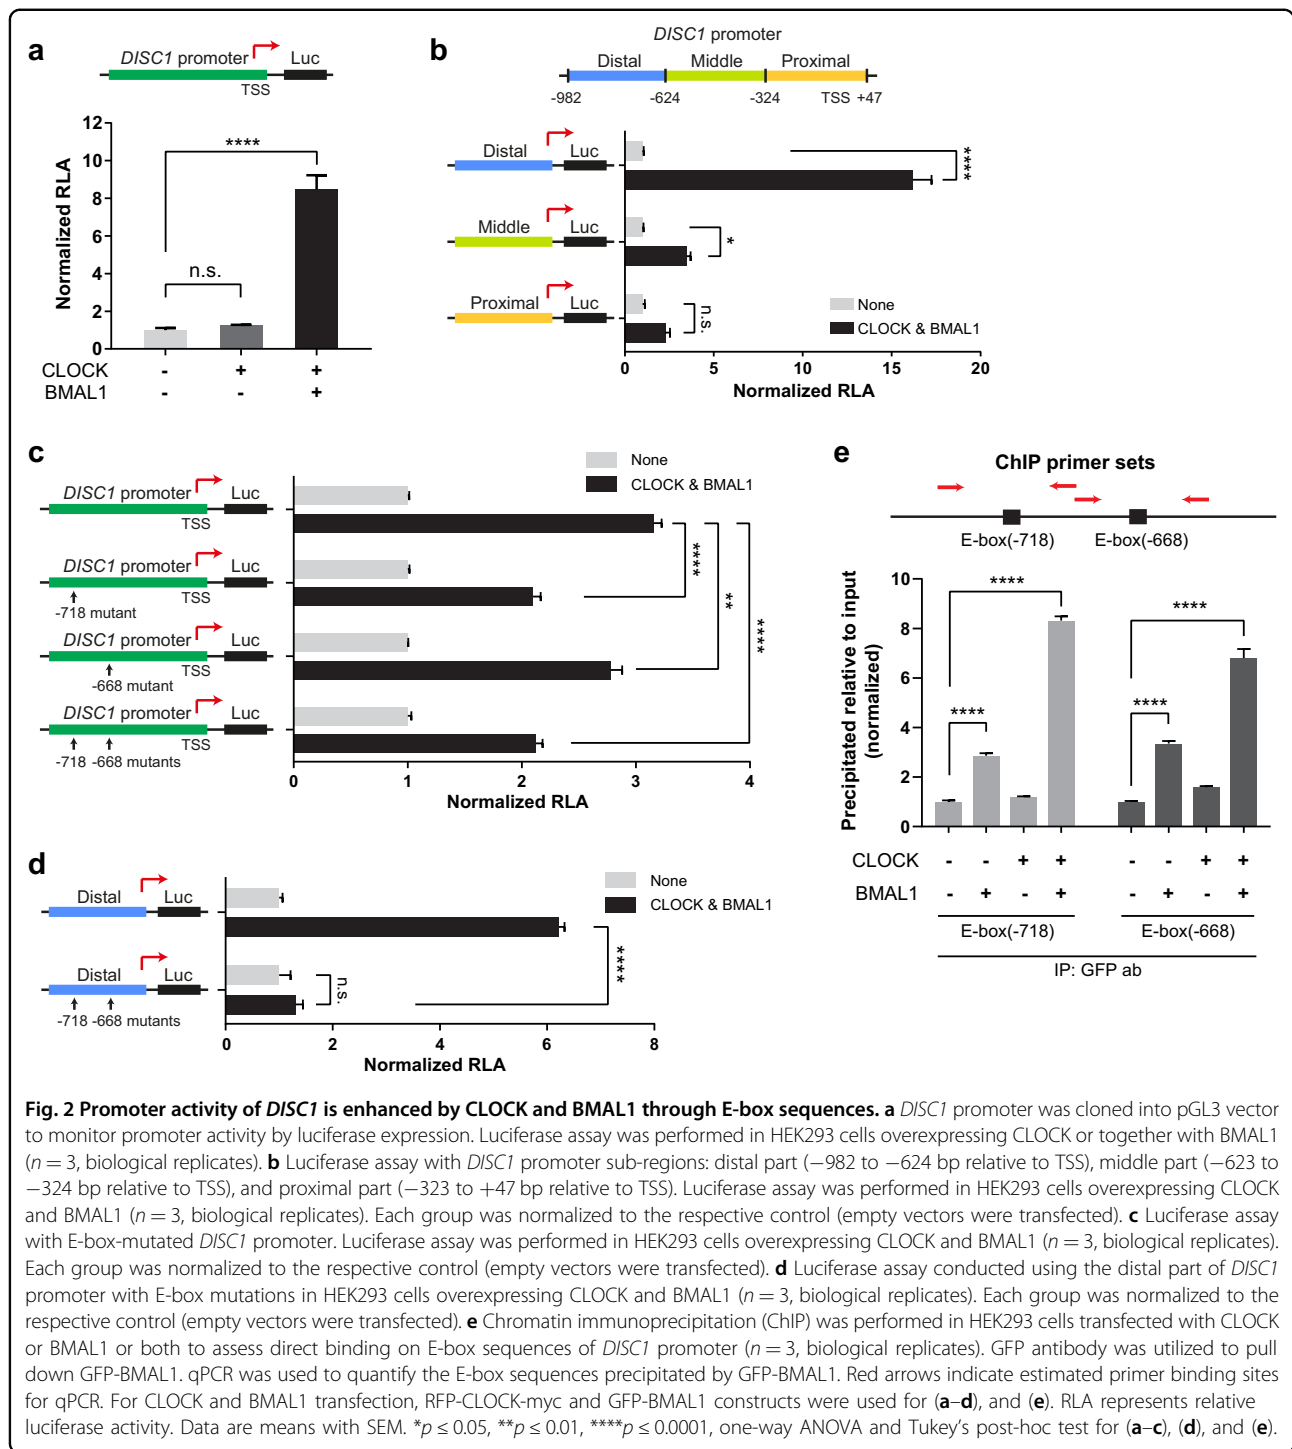 a
DISC1 promoter
Luc
TSS
Normalized RLA
12
10
8
6
4
2
0
****
n.s.
CLOCK - + +
BMAL1 - - +
b
DISC1 promoter
Distal Middle Proximal
-982 -624 -324 TSS +47
Distal Luc
Middle Luc
Proximal Luc
****
*
n.s.
None
CLOCK & BMAL1
0 5 10 15 20
Normalized RLA
c
None
CLOCK & BMAL1
DISC1 promoter Luc
TSS
DISC1 promoter Luc
TSS
-718 mutant
DISC1 promoter Luc
TSS
-668 mutant
DISC1 promoter Luc
TSS
-718 -668 mutants
****
**
****
0 1 2 3 4
Normalized RLA
d
None
CLOCK & BMAL1
Distal Luc
Distal Luc
-718 -668 mutants
n.s.
****
0 2 4 6 8
Normalized RLA
e
ChIP primer sets
E-box(-718) E-box(-668)
Precipitated relative to input
(normalized)
10
8
6
4
2
0
****
****
****
****
CLOCK - - + + - - + +
BMAL1 - + - + - + - +
E-box(-718) E-box(-668)
IP: GFP ab
Fig. 2 Promoter activity of DISC1 is enhanced by CLOCK and BMAL1 through E-box sequences. a DISC1 promoter was cloned into pGL3 vector
to monitor promoter activity by luciferase expression. Luciferase assay was performed in HEK293 cells overexpressing CLOCK or together with BMAL1
(n = 3, biological replicates). b Luciferase assay with DISC1 promoter sub-regions: distal part (−982 to −624 bp relative to TSS), middle part (−623 to
−324 bp relative to TSS), and proximal part (−323 to +47 bp relative to TSS). Luciferase assay was performed in HEK293 cells overexpressing CLOCK
and BMAL1 (n = 3, biological replicates). Each group was normalized to the respective control (empty vectors were transfected). c Luciferase assay
with E-box-mutated DISC1 promoter. Luciferase assay was performed in HEK293 cells overexpressing CLOCK and BMAL1 (n = 3, biological replicates).
Each group was normalized to the respective control (empty vectors were transfected). d Luciferase assay conducted using the distal part of DISC1
promoter with E-box mutations in HEK293 cells overexpressing CLOCK and BMAL1 (n = 3, biological replicates). Each group was normalized to the
respective control (empty vectors were transfected). e Chromatin immunoprecipitation (ChIP) was performed in HEK293 cells transfected with CLOCK
or BMAL1 or both to assess direct binding on E-box sequences of DISC1 promoter (n = 3, biological replicates). GFP antibody was utilized to pull
down GFP-BMAL1. qPCR was used to quantify the E-box sequences precipitated by GFP-BMAL1. Red arrows indicate estimated primer binding sites
for qPCR. For CLOCK and BMAL1 transfection, RFP-CLOCK-myc and GFP-BMAL1 constructs were used for (a–d), and (e). RLA represents relative
luciferase activity. Data are means with SEM. *p ≤ 0.05, **p ≤ 0.01, ****p ≤ 0.0001, one-way ANOVA and Tukey's post-hoc test for (a–c), (d), and (e).